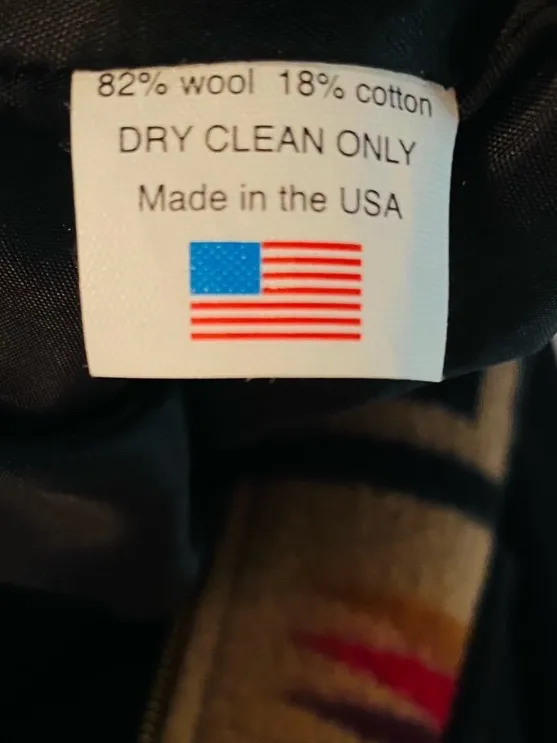 82% wool 18% cotton
DRY CLEAN ONLY
Made in the USA